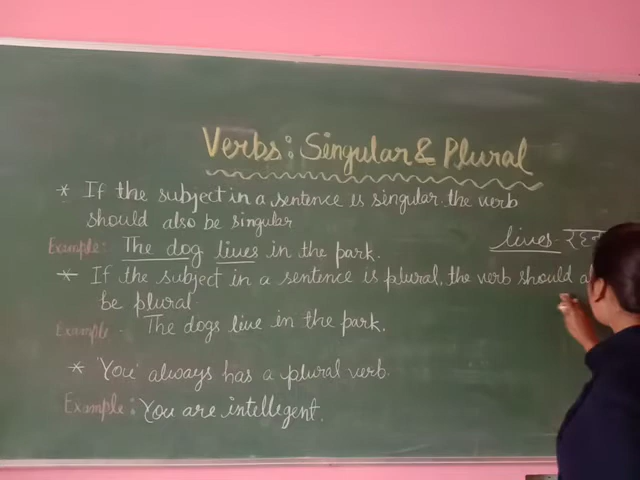 Verbs: Singular & Plural
* If the subject in a sentence is singular the verb
should also be singular
Example: The dog lives in the park.
lives -
* If the subject in a sentence is plural, the verb should
be plural.
Example - The dogs live in the park.
* 'You' always has a plural verb.
Example: You are intelligent.